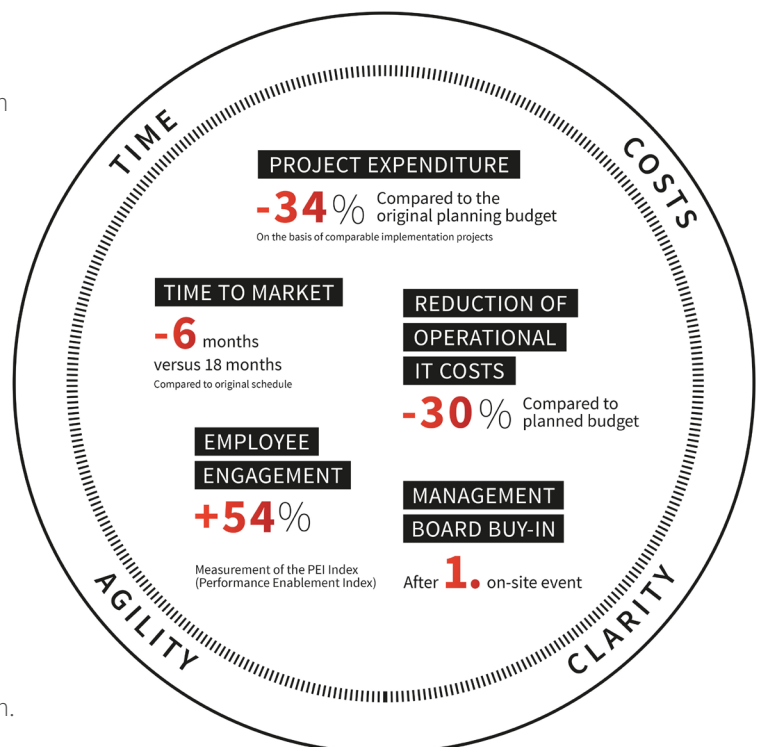 TIME
COSTS
PROJECT EXPENDITURE
-34% Compared to the
original planning budget
On the basis of comparable implementation projects
TIME TO MARKET
-6 months
versus 18 months
Compared to original schedule
REDUCTION OF
OPERATIONAL
IT COSTS
-30% Compared to
planned budget
EMPLOYEE
ENGAGEMENT
+54%
Measurement of the PEI Index
(Performance Enablement Index)
MANAGEMENT
BOARD BUY-IN
After 1. on-site event
AGILITY
CLARITY